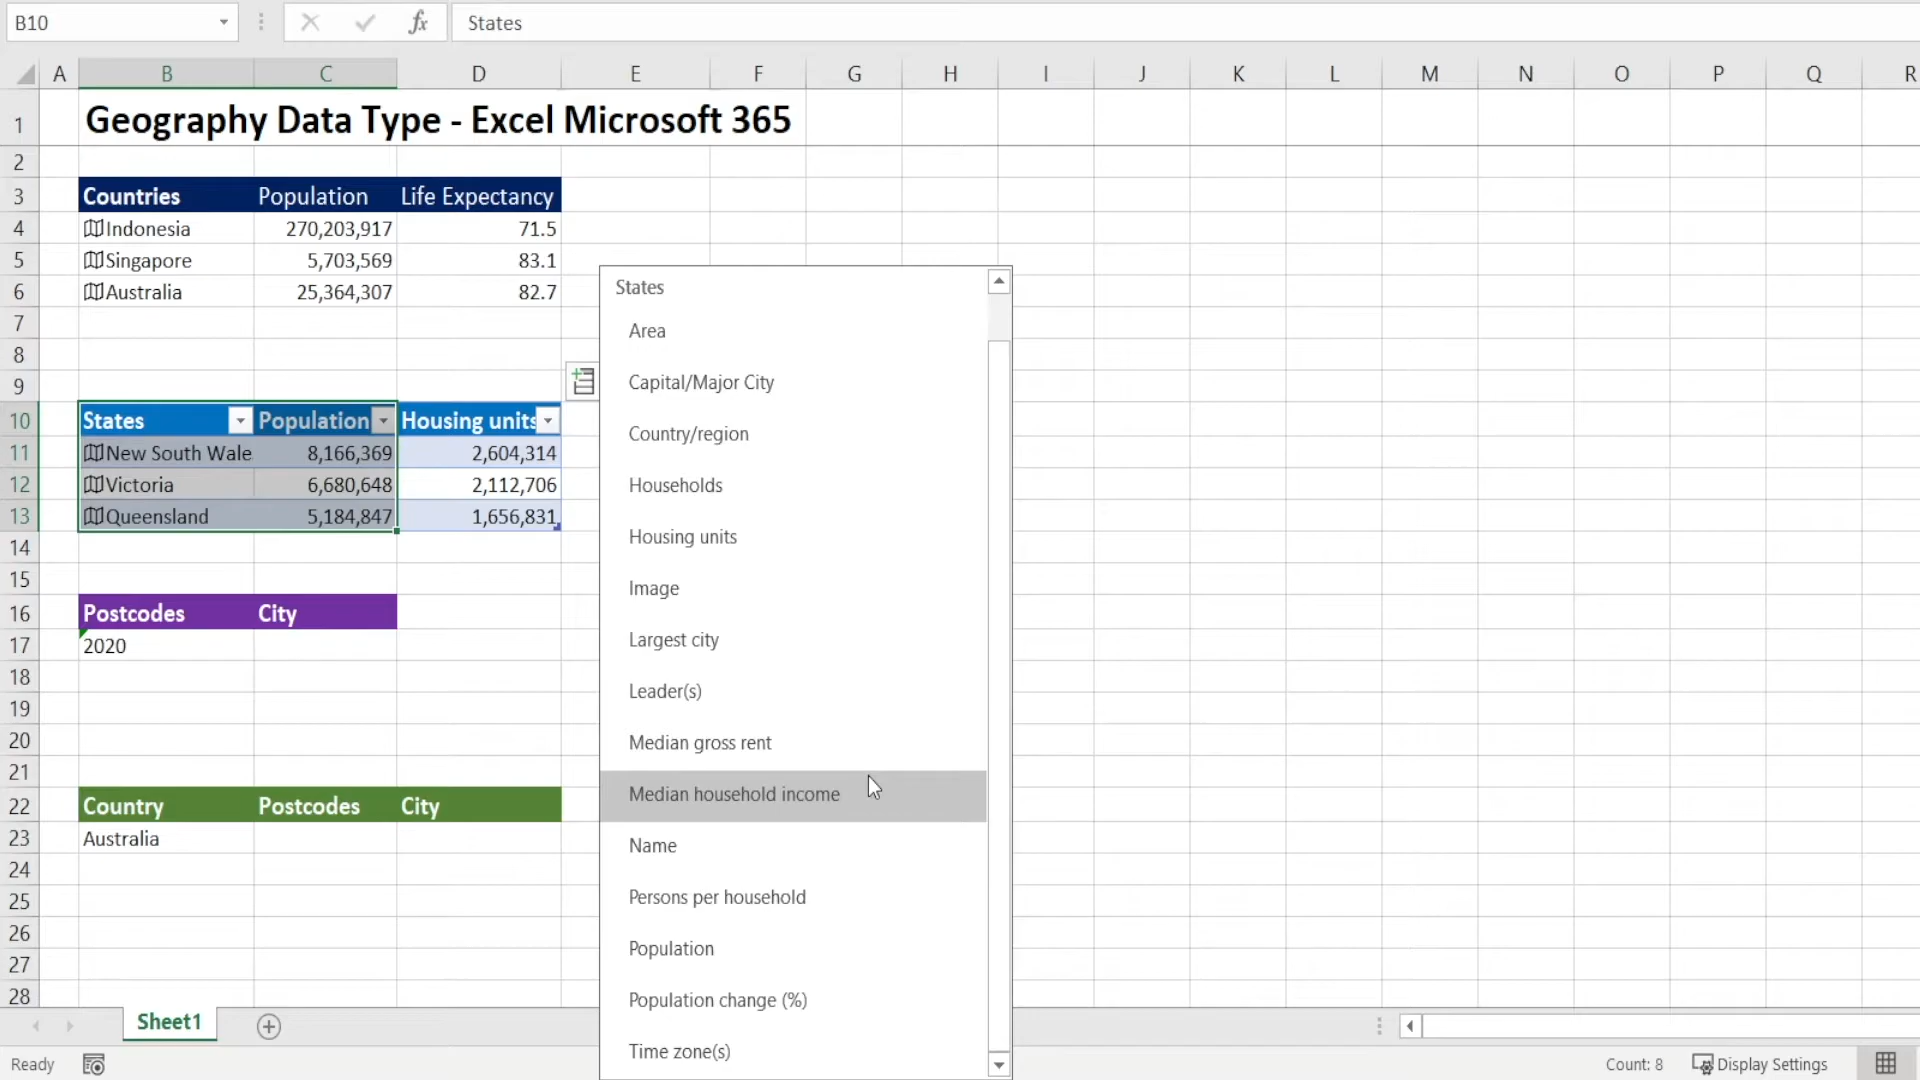 B10
fx
States
A B C D E F G H I J K L M N O P Q R
1 Geography Data Type - Excel Microsoft 365
2
3 Countries Population Life Expectancy
4 Indonesia 270,203,917 71.5
5 Singapore 5,703,569 83.1
6 Australia 25,364,307 82.7
7
8
9
10 States Population Housing units
11 New South Wale 8,166,369 2,604,314
12 Victoria 6,680,648 2,112,706
13 Queensland 5,184,847 1,656,831
14
15
16 Postcodes City
17 2020
18
19
20
21
22 Country Postcodes City
23 Australia
24
25
26
27
28
States
Area
Capital/Major City
Country/region
Households
Housing units
Image
Largest city
Leader(s)
Median gross rent
Median household income
Name
Persons per household
Population
Population change (%)
Time zone(s)
Sheet1
Ready
Count: 8
Display Settings